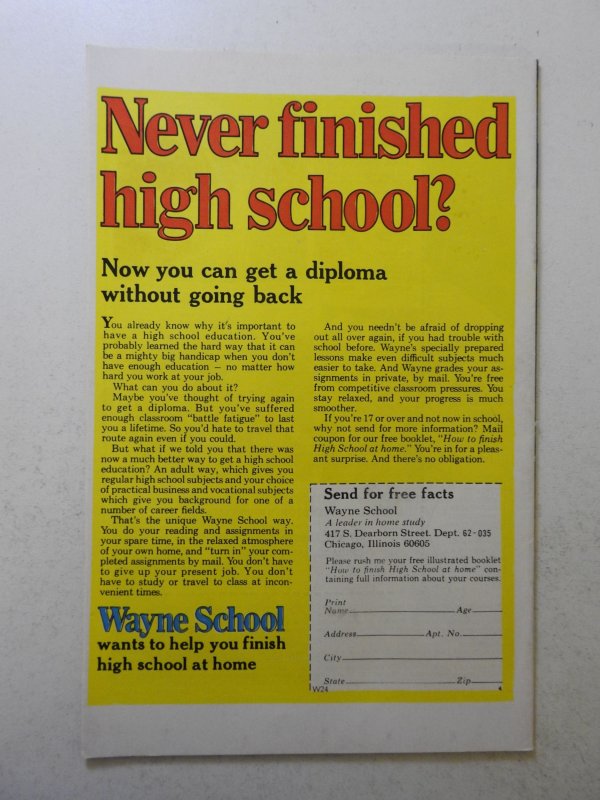 Never finished
high school?
Now you can get a diploma
without going back
You already know why it's important to
have a high school education. You've
probably learned the hard way that it can
be a mighty big handicap when you don't
have enough education – no matter how
hard you work at your job.
What can you do about it?
Maybe you've thought of trying again
to get a diploma. But you've suffered
enough classroom "battle fatigue" to last
you a lifetime. So you'd hate to travel that
route again even if you could.
But what if we told you that there was
now a much better way to get a high school
education? An adult way, which gives you
regular high school subjects and your choice
of practical business and vocational subjects
which give you background for one of a
number of career fields.
That's the unique Wayne School way.
You do your reading and assignments in
your spare time, in the relaxed atmosphere
of your own home, and "turn in" your com-
pleted assignments by mail. You don't have
to give up your present job. You don't
have to study or travel to class at incon-
venient times.
Wayne School
wants to help you finish
high school at home
And you needn't be afraid of dropping
out all over again, if you had trouble with
school before. Wayne's specially prepared
lessons make even difficult subjects much
easier to take. And Wayne grades your as-
signments in private, by mail. You're free
from competitive classroom pressures. You
stay relaxed, and your progress is much
smoother.
If you're 17 or over and not now in school,
why not send for more information? Mail
coupon for our free booklet, "How to finish
High School at home." You're in for a pleas-
ant surprise. And there's no obligation.
Send for free facts
Wayne School
A leader in home study
417 S. Dearborn Street. Dept. 62-035
Chicago, Illinois 60605
Please rush me your free illustrated booklet
"How to finish High School at home" con-
taining full information about your courses.
Print
Name Age
Address Apt. No.
City
State Zip
W24 4